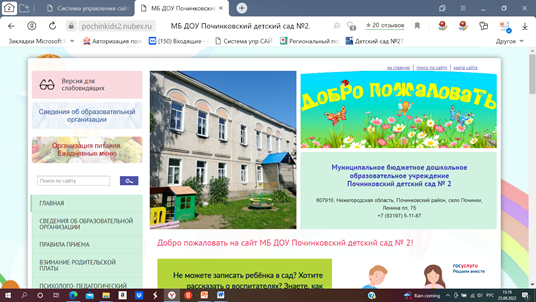 Система управления сай
МБ ДОУ Починковски
pochinkids2.nubex.ru
МБ ДОУ Починковский детский сад №2.
★ 20 отзывов
Закладки Microsoft
Авторизация пол
(150) Входящие
Система упр САЙ
Региональный по
Детский сад №2
Другое
на главную | поиск по сайту | карта сайта
Версия для
слабовидящих
Сведения об образовательной
организации
Организация питания.
Ежедневные меню
Поиск по сайту
ГЛАВНАЯ
СВЕДЕНИЯ ОБ ОБРАЗОВАТЕЛЬНОЙ
ОРГАНИЗАЦИИ
ПРАВИЛА ПРИЕМА
ВЗИМАНИЕ РОДИТЕЛЬСКОЙ
ПЛАТЫ
ПСИХОЛОГО- ПЕДАГОГИЧЕСКИЙ
ДОБРО ПОЖАЛОВАТЬ
Муниципальное бюджетное дошкольное
образовательное учреждение
Починковский детский сад № 2
607910, Нижегородская область, Починковский район, село Починки,
Ленина пл, 75
+7 (83197) 5-11-87
Добро пожаловать на сайт МБ ДОУ Починковский детский сад № 2!
Не можете записать ребёнка в сад? Хотите
рассказать о воспитателях? Знаете, как
госуслуги
Решаем вместе
Rain coming
РУС
15:19
25.08.2022